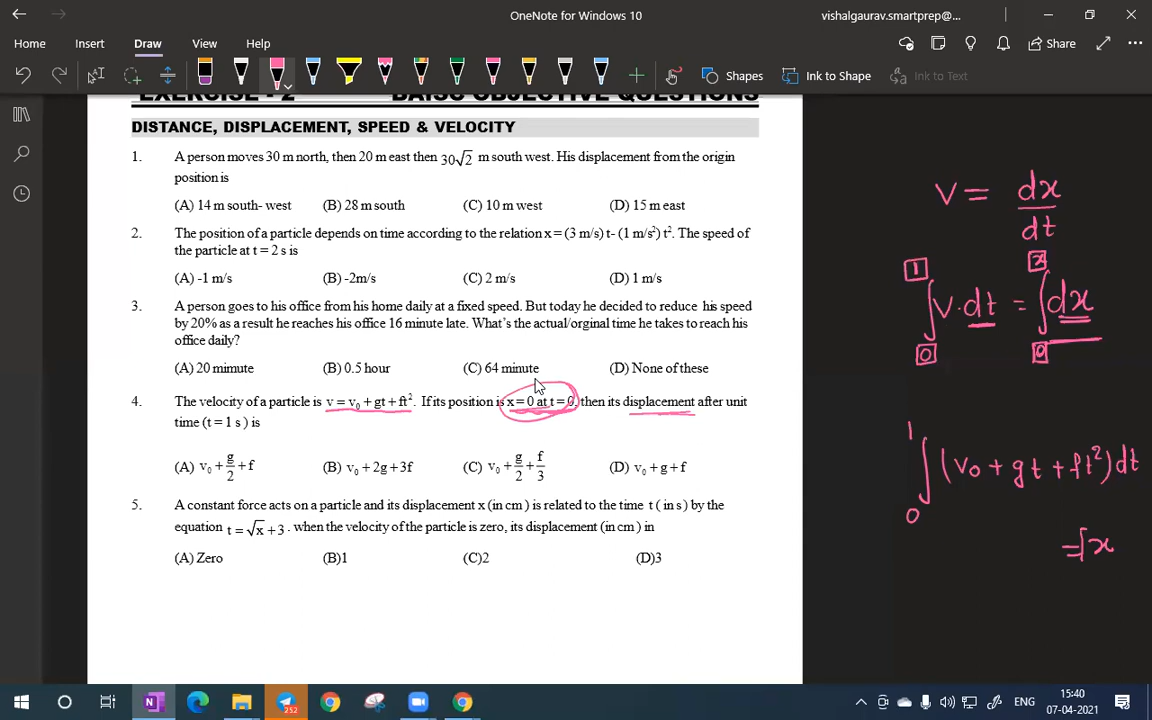 OneNote for Windows 10
vishalgaurav.smartprep@...
Home Insert Draw View Help
Share
Shapes Ink to Shape Ink to Text
EXERCISE - 2 BAISC OBJECTIVE QUESTIONS
DISTANCE, DISPLACEMENT, SPEED & VELOCITY
1. A person moves 30 m north, then 20 m east then 30√2 m south west. His displacement from the origin
position is
(A) 14 m south- west (B) 28 m south (C) 10 m west (D) 15 m east
2. The position of a particle depends on time according to the relation x = (3 m/s) t- (1 m/s²) t². The speed of
the particle at t = 2 s is
(A) -1 m/s (B) -2m/s (C) 2 m/s (D) 1 m/s
3. A person goes to his office from his home daily at a fixed speed. But today he decided to reduce his speed
by 20% as a result he reaches his office 16 minute late. What's the actual/orginal time he takes to reach his
office daily?
(A) 20 mimute (B) 0.5 hour (C) 64 minute (D) None of these
4. The velocity of a particle is v = v₀ + gt + ft². If its position is x = 0 at t = 0, then its displacement after unit
time (t = 1 s ) is
(A) v₀ + g/2 + f (B) v₀ + 2g + 3f (C) v₀ + g/2 + f/3 (D) v₀ + g + f
5. A constant force acts on a particle and its displacement x (in cm ) is related to the time t ( in s ) by the
equation t = √x + 3 . when the velocity of the particle is zero, its displacement (in cm ) in
(A) Zero (B)1 (C)2 (D)3
v = dx/dt
1 x
∫ v·dt = ∫ dx
0 0
1
∫ (v₀ + gt + ft²) dt
0
=∫x
252
ENG
15:40
07-04-2021